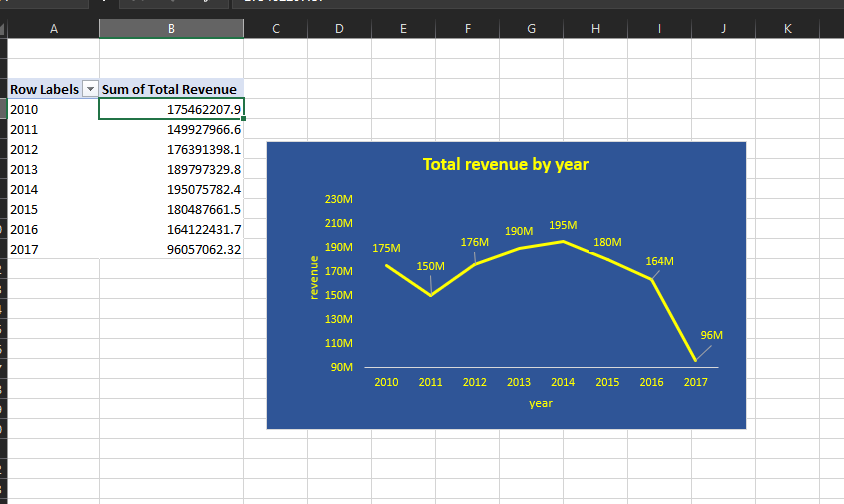 A B C D E F G H I J K
Row Labels Sum of Total Revenue
2010 175462207.9
2011 149927966.6
2012 176391398.1
2013 189797329.8
2014 195075782.4
2015 180487661.5
2016 164122431.7
2017 96057062.32
Total revenue by year
230M
210M
190M
170M
150M
130M
110M
90M
revenue
175M
150M
176M
190M
195M
180M
164M
96M
2010 2011 2012 2013 2014 2015 2016 2017
year